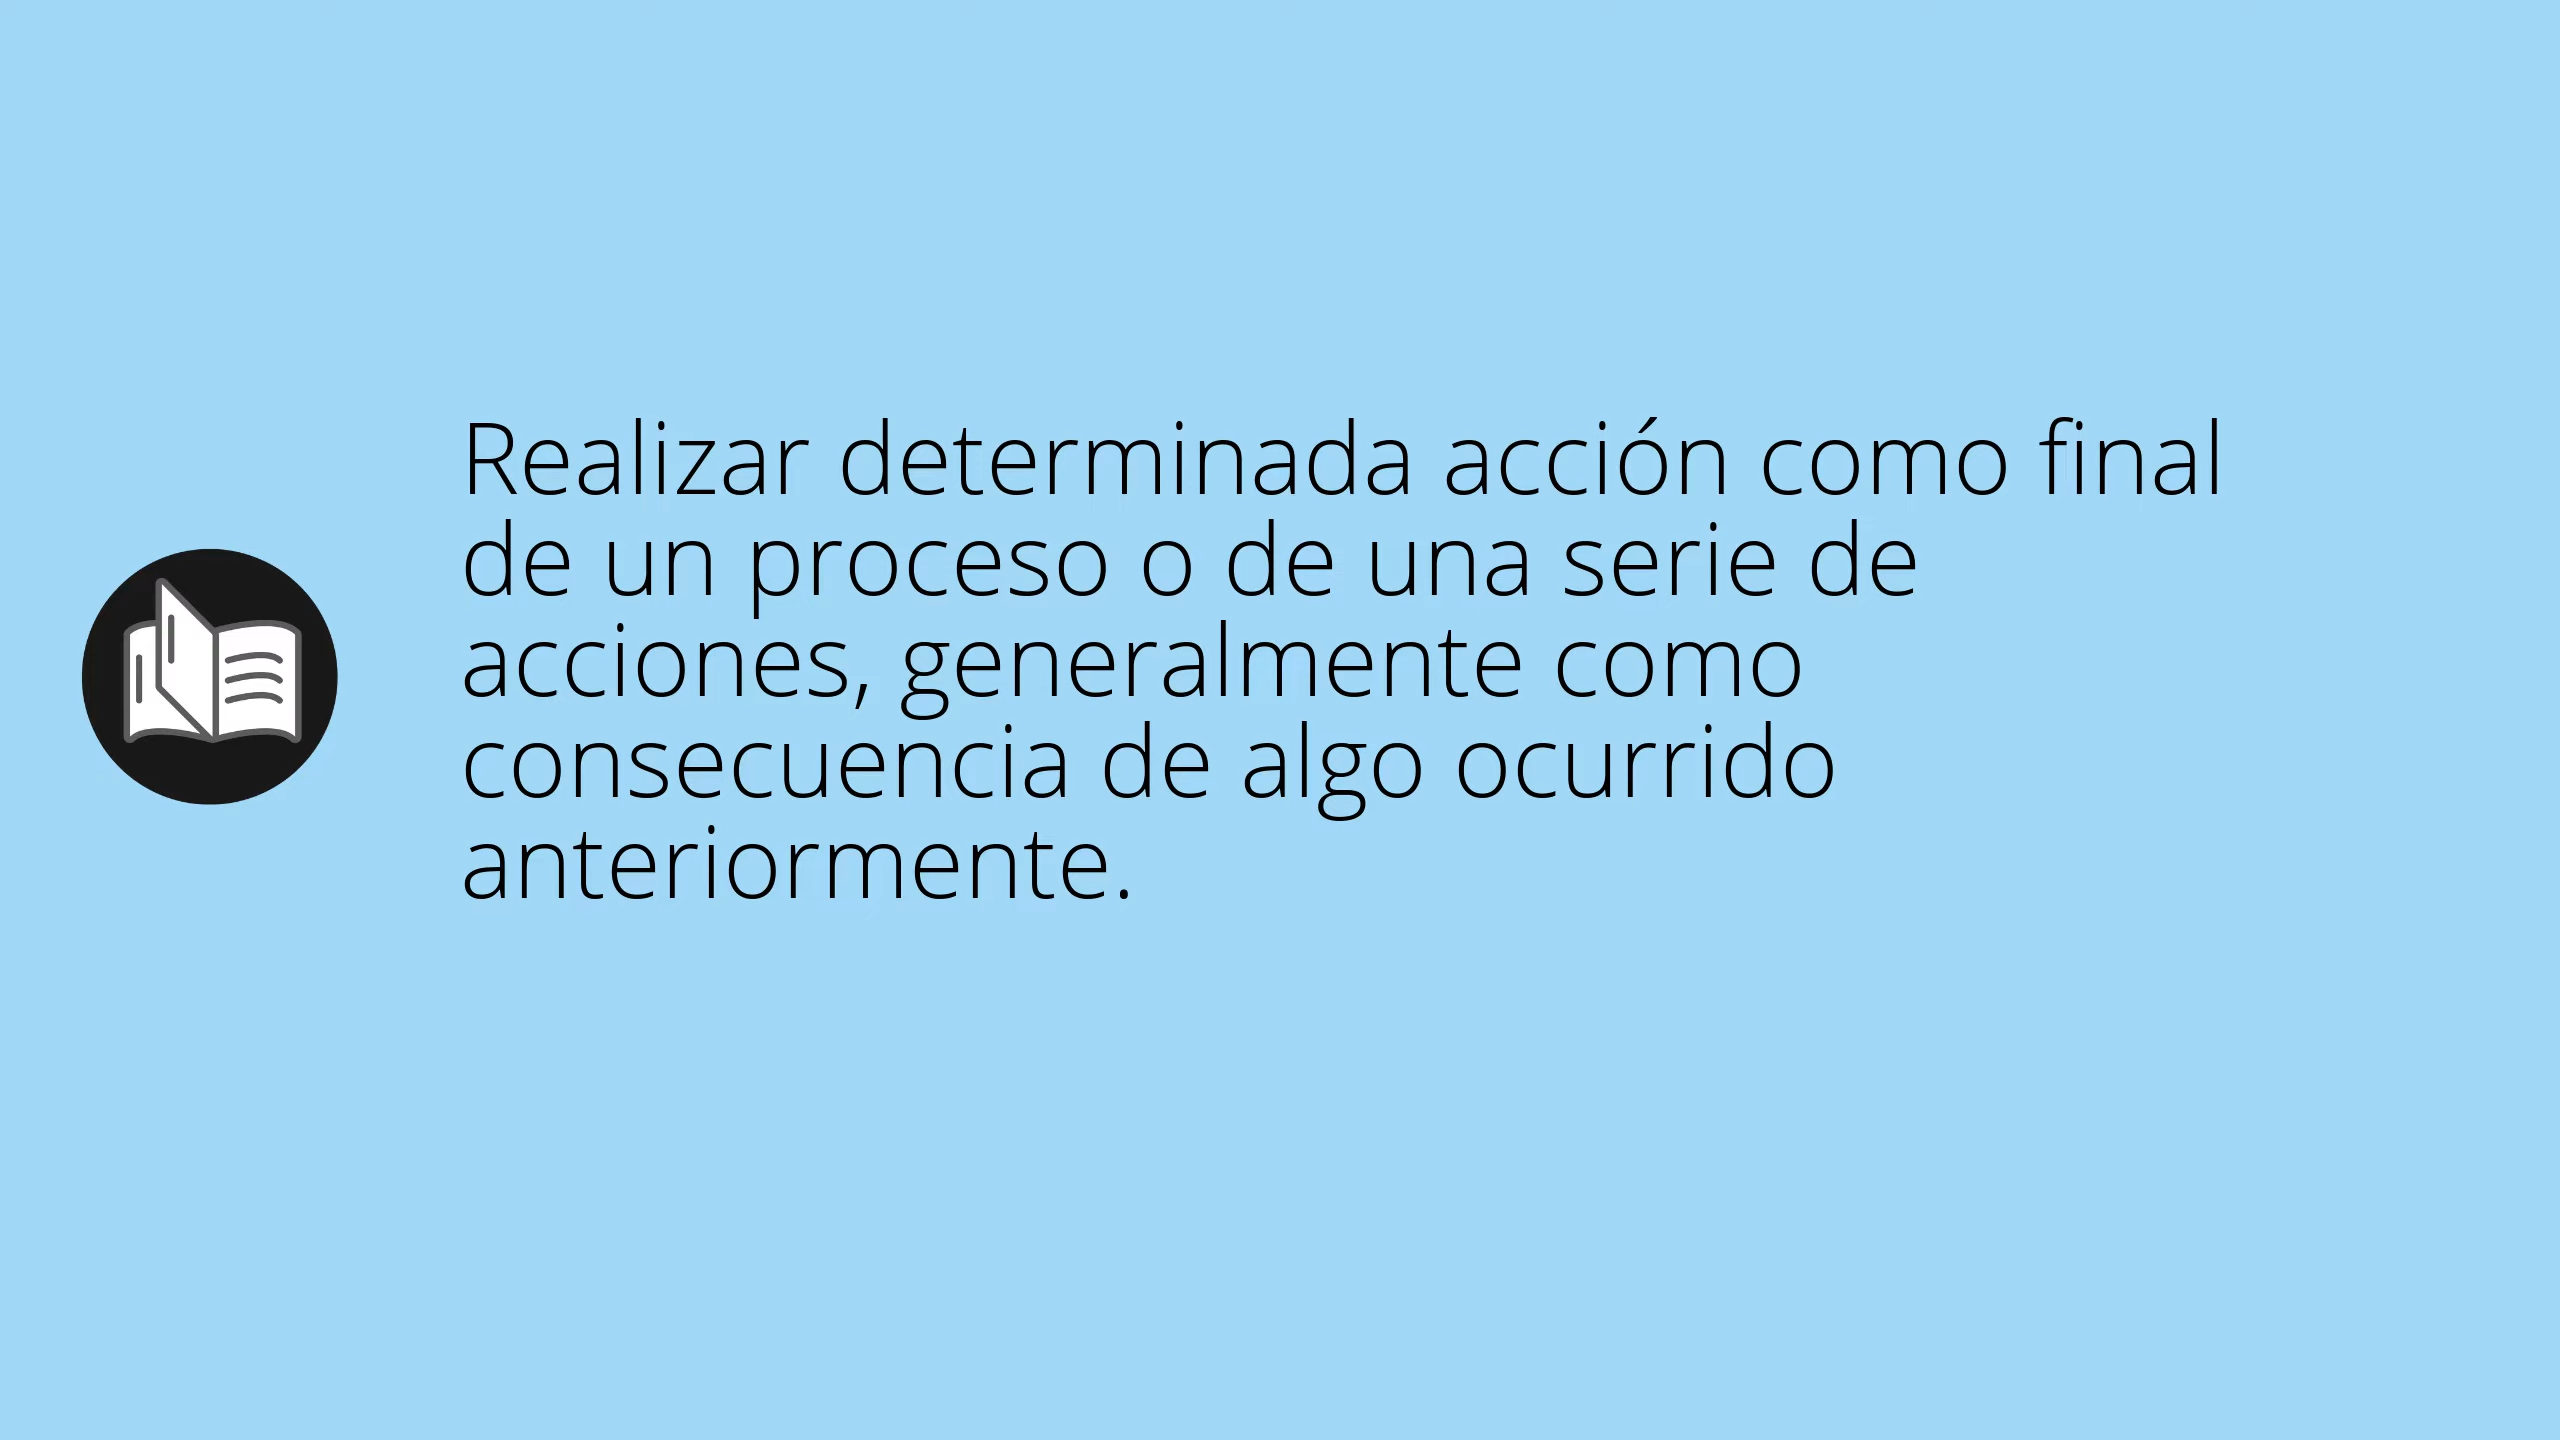 Realizar determinada acción como final
de un proceso o de una serie de
acciones, generalmente como
consecuencia de algo ocurrido
anteriormente.